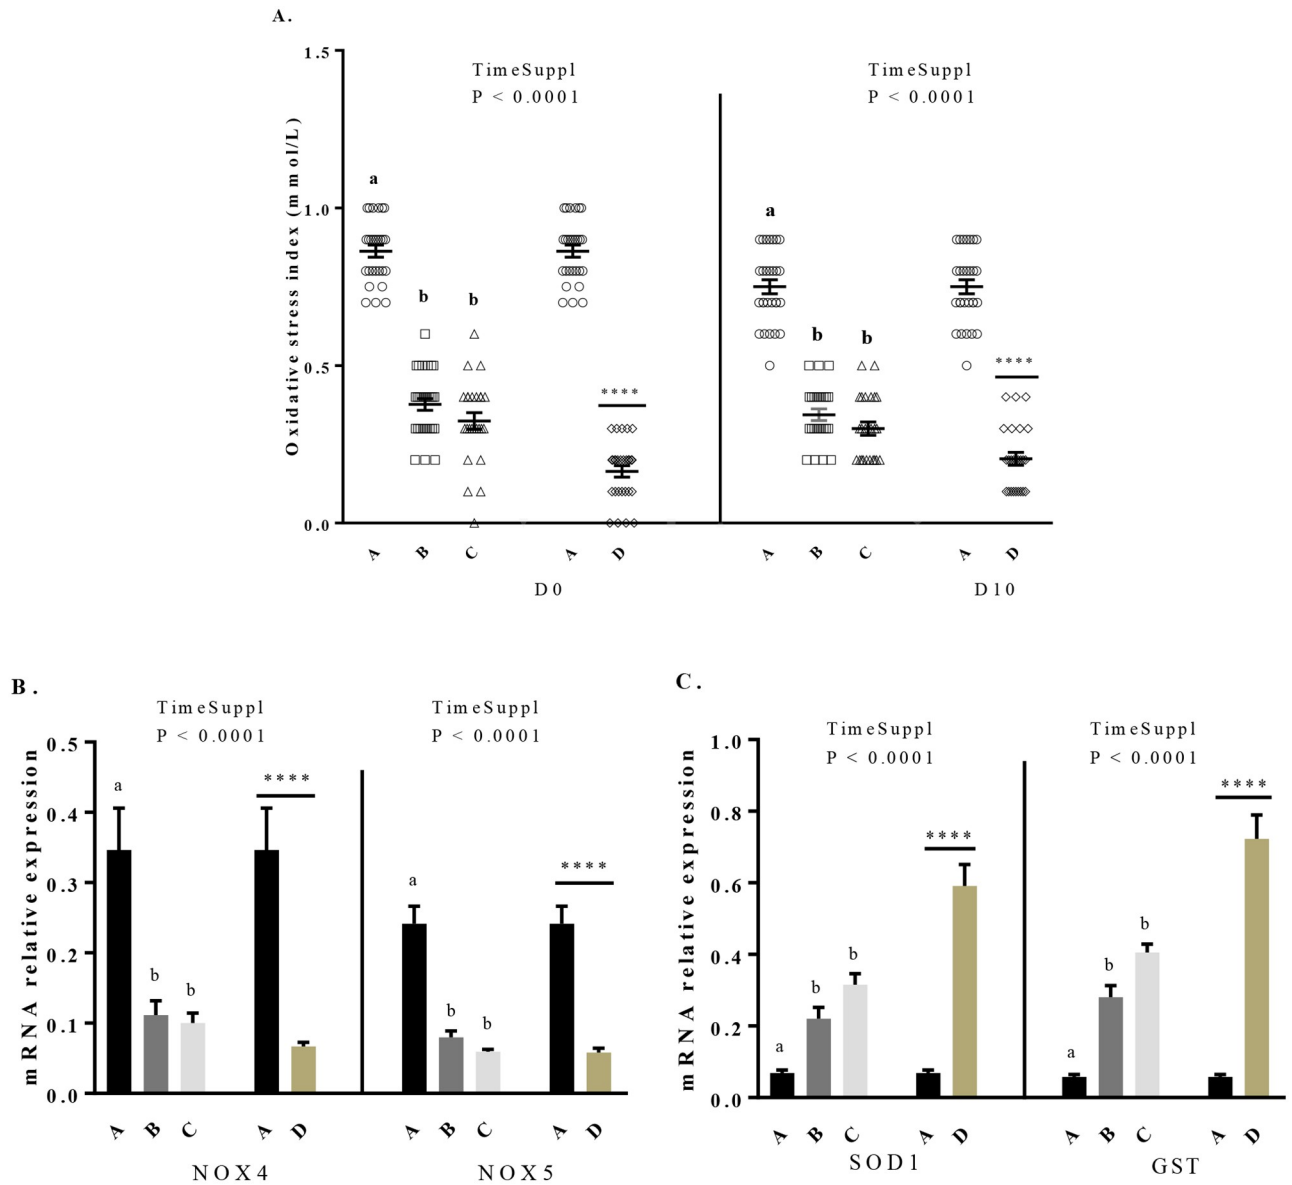 A.
TimeSuppl
P < 0.0001
TimeSuppl
P < 0.0001
Oxidative stress index (mmol/L)
1.5
1.0
0.5
0.0
a
b
b
****
a
b
b
****
A
B
C
A
D
A
B
C
A
D
D0
D10
B.
TimeSuppl
P < 0.0001
TimeSuppl
P < 0.0001
mRNA relative expression
0.5
0.4
0.3
0.2
0.1
0.0
a
b
b
****
a
b
b
****
A
B
C
A
D
A
B
C
A
D
NOX4
NOX5
C.
TimeSuppl
P < 0.0001
TimeSuppl
P < 0.0001
mRNA relative expression
1.0
0.8
0.6
0.4
0.2
0.0
a
b
b
****
a
b
b
****
A
B
C
A
D
A
B
C
A
D
SOD1
GST